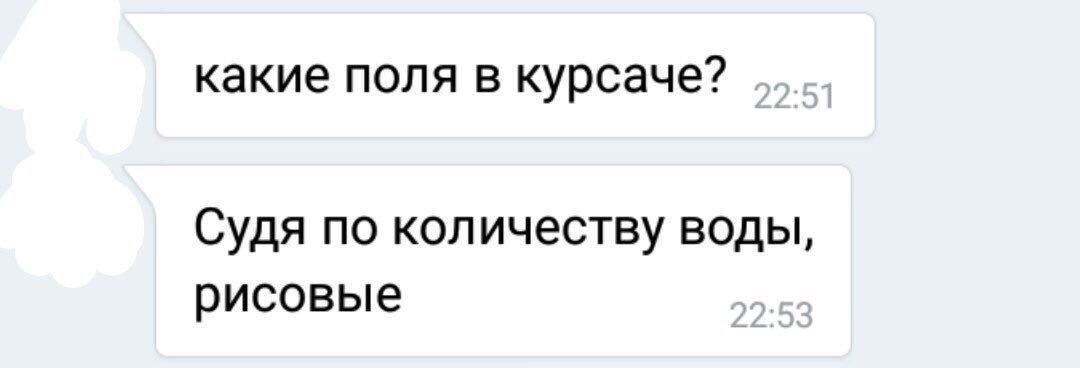 какие поля в курсаче?
22:51
Судя по количеству воды,
рисовые
22:53